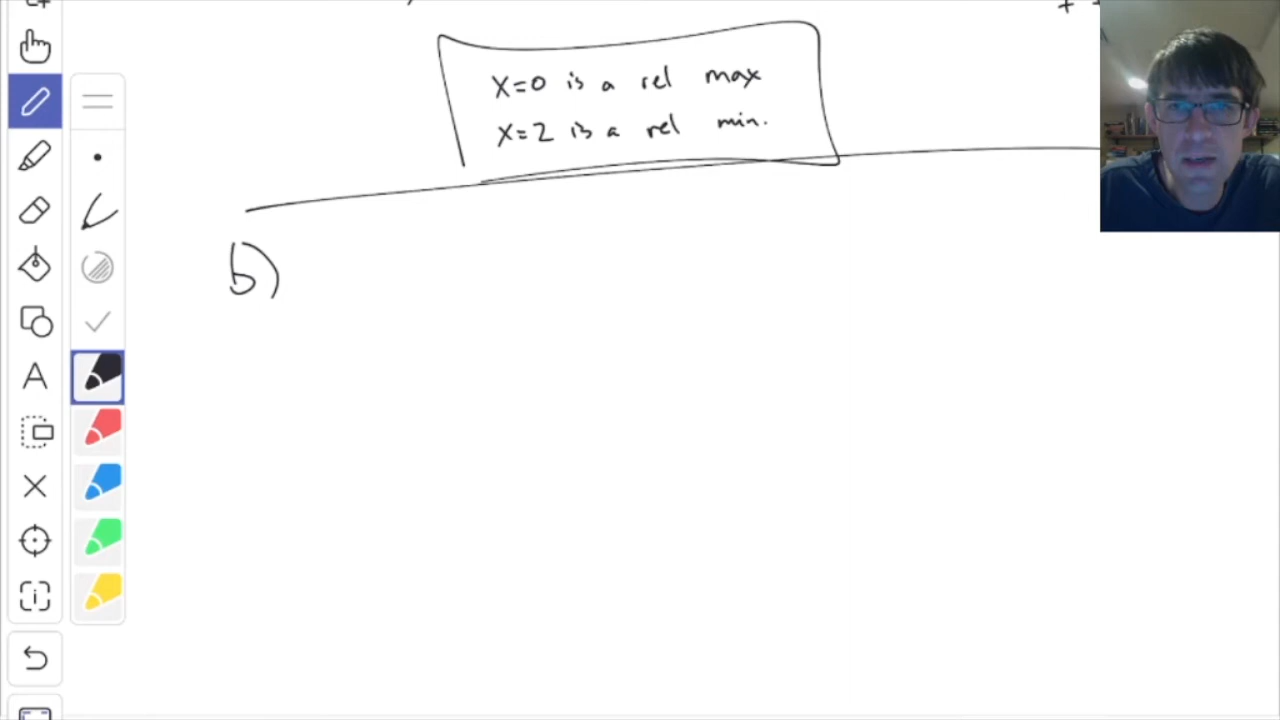 x=0 is a rel max
x=2 is a rel min.
b)
A